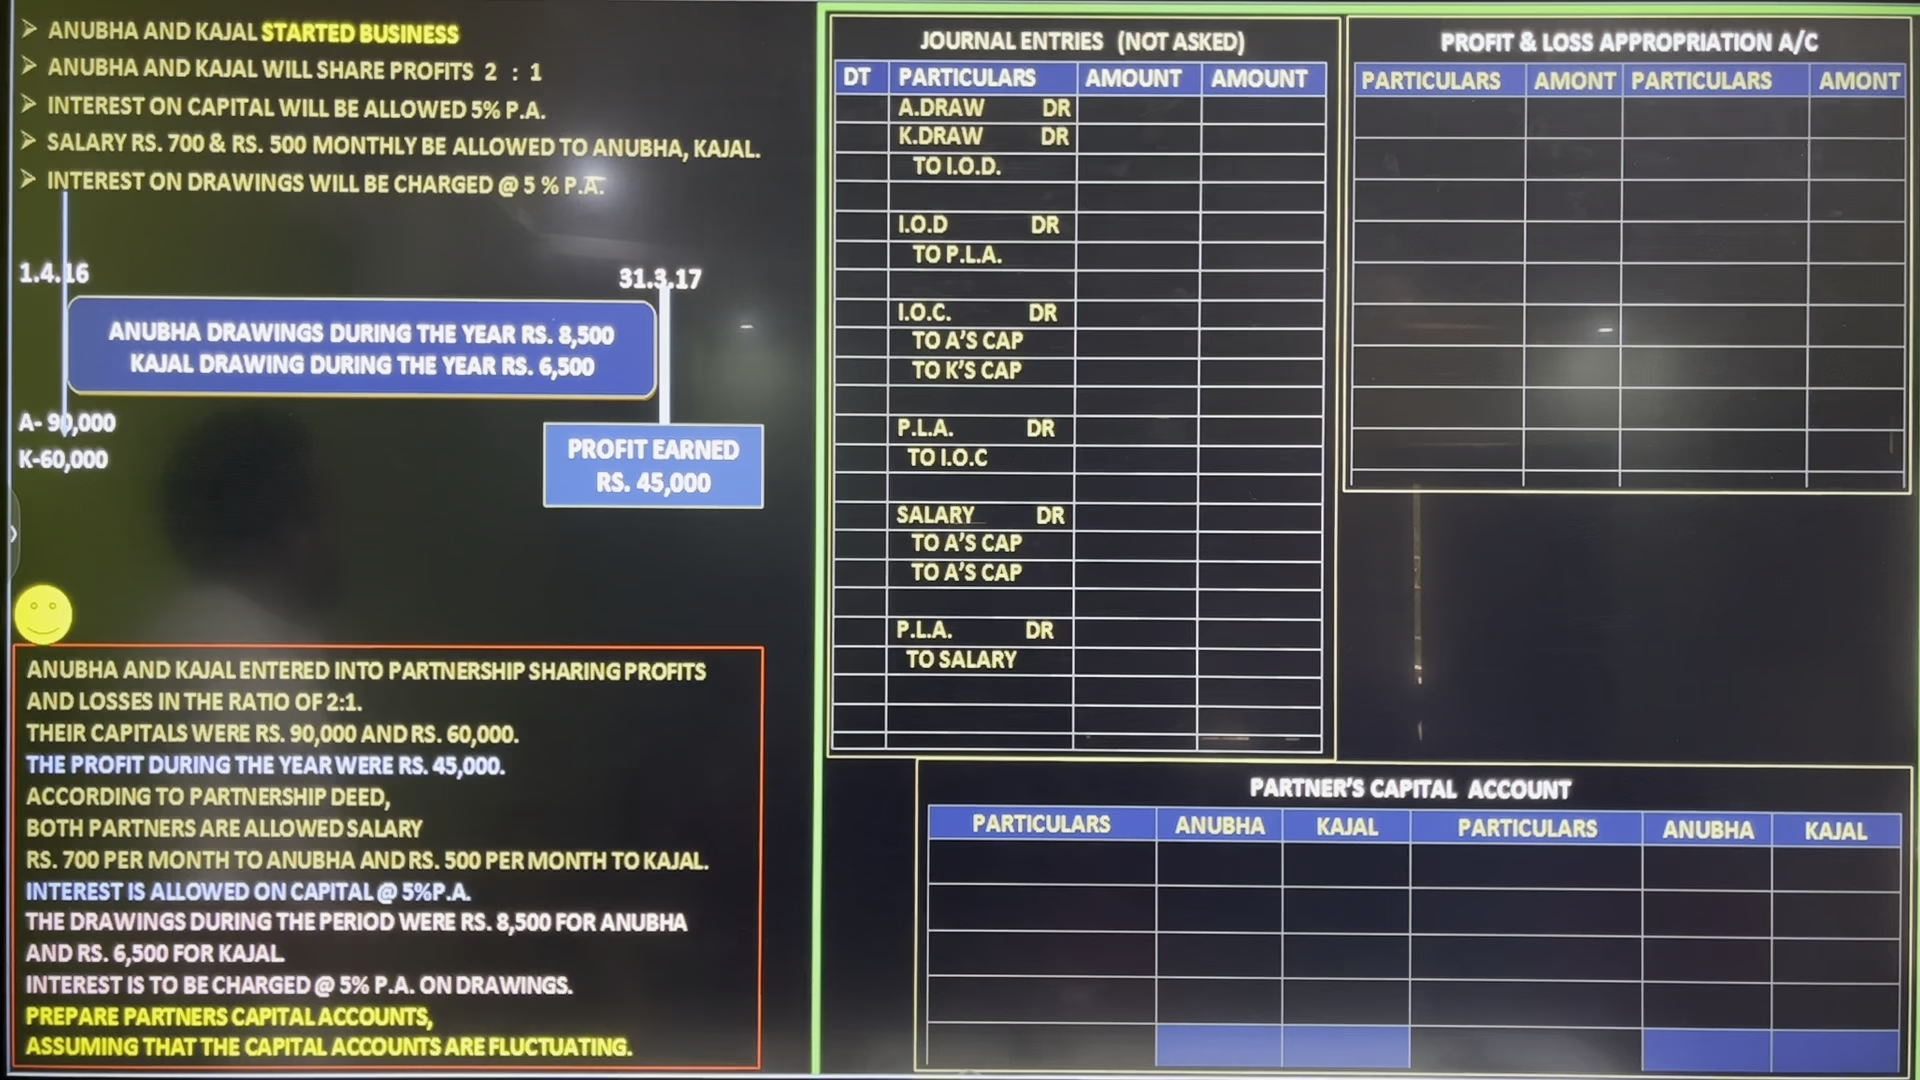 ➢ ANUBHA AND KAJAL STARTED BUSINESS
➢ ANUBHA AND KAJAL WILL SHARE PROFITS 2 : 1
➢ INTEREST ON CAPITAL WILL BE ALLOWED 5% P.A.
➢ SALARY RS. 700 & RS. 500 MONTHLY BE ALLOWED TO ANUBHA, KAJAL.
➢ INTEREST ON DRAWINGS WILL BE CHARGED @ 5 % P.A.
1.4.16
31.3.17
ANUBHA DRAWINGS DURING THE YEAR RS. 8,500
KAJAL DRAWING DURING THE YEAR RS. 6,500
A- 90,000
K-60,000
PROFIT EARNED
RS. 45,000
ANUBHA AND KAJAL ENTERED INTO PARTNERSHIP SHARING PROFITS
AND LOSSES IN THE RATIO OF 2:1.
THEIR CAPITALS WERE RS. 90,000 AND RS. 60,000.
THE PROFIT DURING THE YEAR WERE RS. 45,000.
ACCORDING TO PARTNERSHIP DEED,
BOTH PARTNERS ARE ALLOWED SALARY
RS. 700 PER MONTH TO ANUBHA AND RS. 500 PER MONTH TO KAJAL.
INTEREST IS ALLOWED ON CAPITAL @ 5%P.A.
THE DRAWINGS DURING THE PERIOD WERE RS. 8,500 FOR ANUBHA
AND RS. 6,500 FOR KAJAL.
INTEREST IS TO BE CHARGED @ 5% P.A. ON DRAWINGS.
PREPARE PARTNERS CAPITAL ACCOUNTS,
ASSUMING THAT THE CAPITAL ACCOUNTS ARE FLUCTUATING.
JOURNAL ENTRIES (NOT ASKED)
DT PARTICULARS AMOUNT AMOUNT
A.DRAW DR
K.DRAW DR
TO I.O.D.
I.O.D DR
TO P.L.A.
I.O.C. DR
TO A'S CAP
TO K'S CAP
P.L.A. DR
TO I.O.C
SALARY DR
TO A'S CAP
TO A'S CAP
P.L.A. DR
TO SALARY
PROFIT & LOSS APPROPRIATION A/C
PARTICULARS AMONT PARTICULARS AMONT
PARTNER'S CAPITAL ACCOUNT
PARTICULARS ANUBHA KAJAL PARTICULARS ANUBHA KAJAL